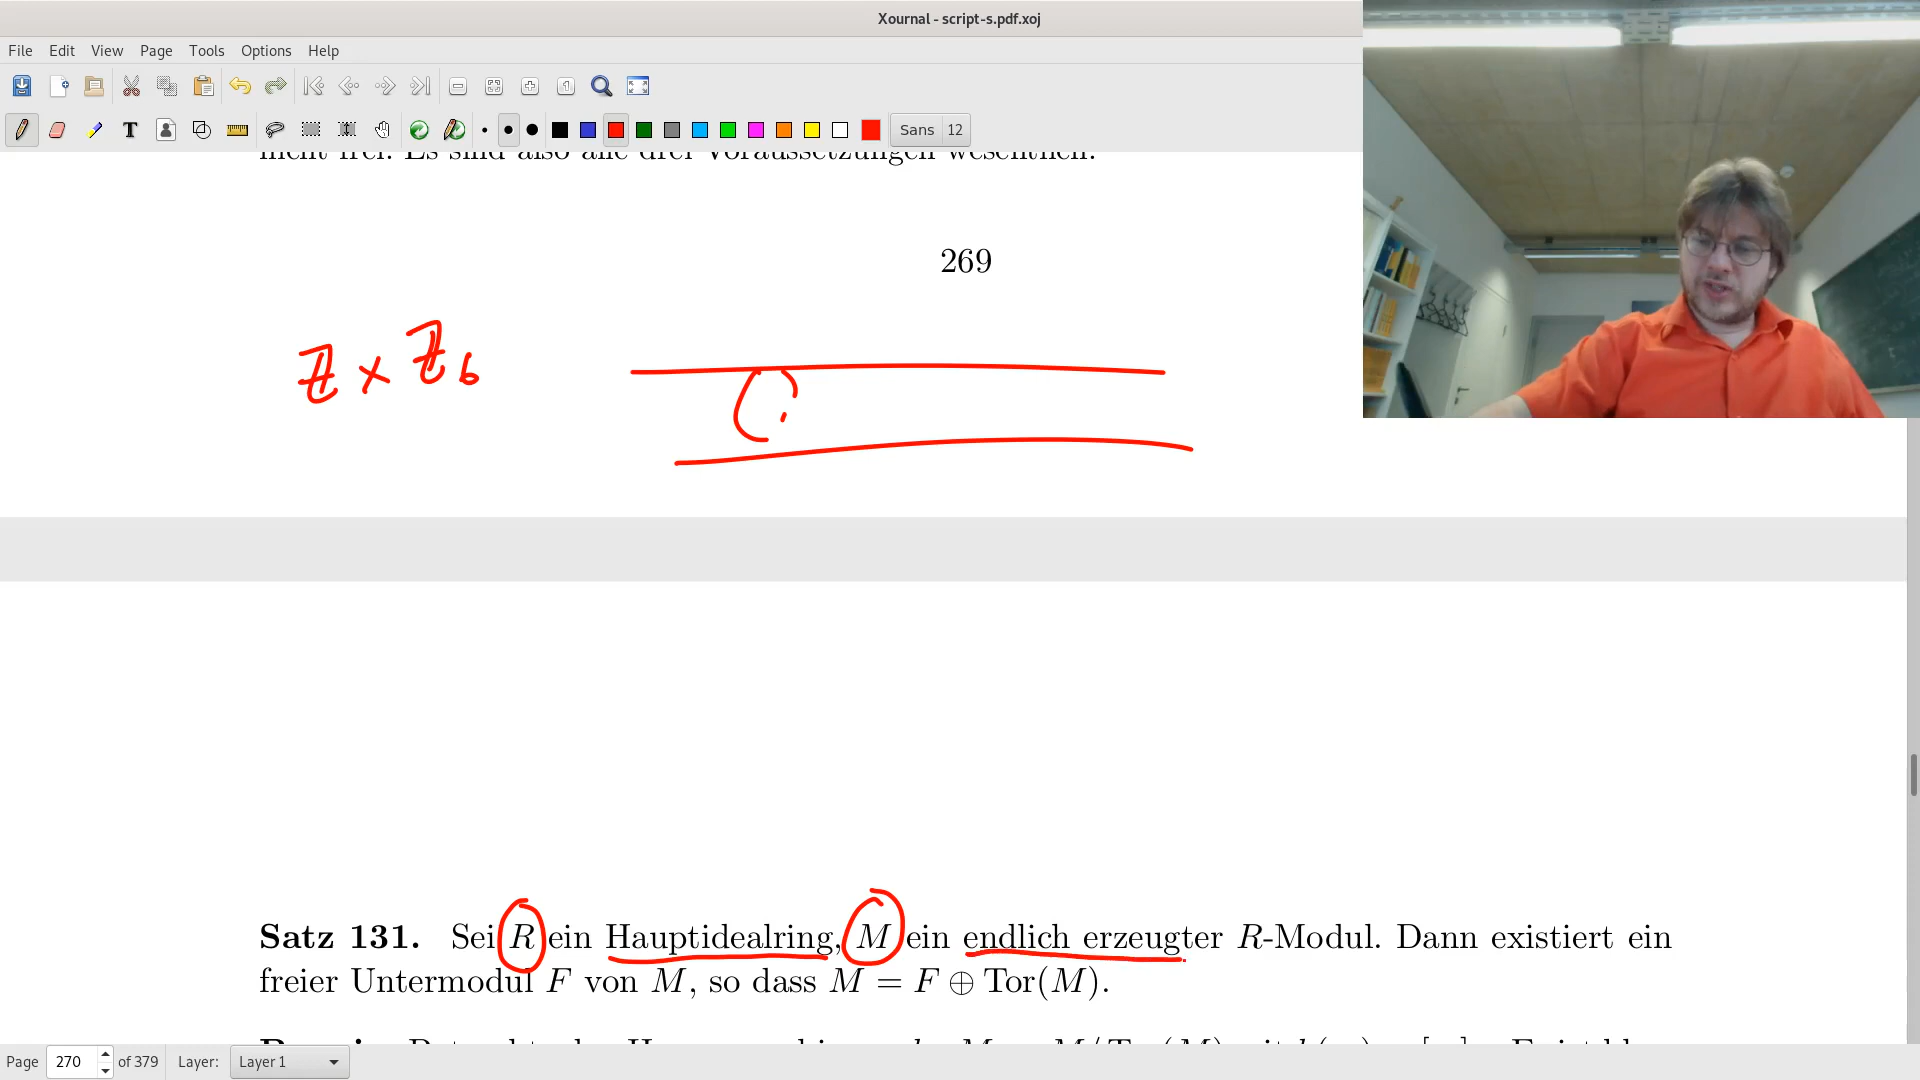 Xournal - script-s.pdf.xoj
File Edit View Page Tools Options Help
Sans 12
nicht frei. Es sind also alle drei Voraussetzungen wesentlich.
269
ℤ × ℤ6
Satz 131. Sei R ein Hauptidealring, M ein endlich erzeugter R-Modul. Dann existiert ein
freier Untermodul F von M, so dass M = F ⊕ Tor(M).
Page 270 of 379 Layer: Layer 1